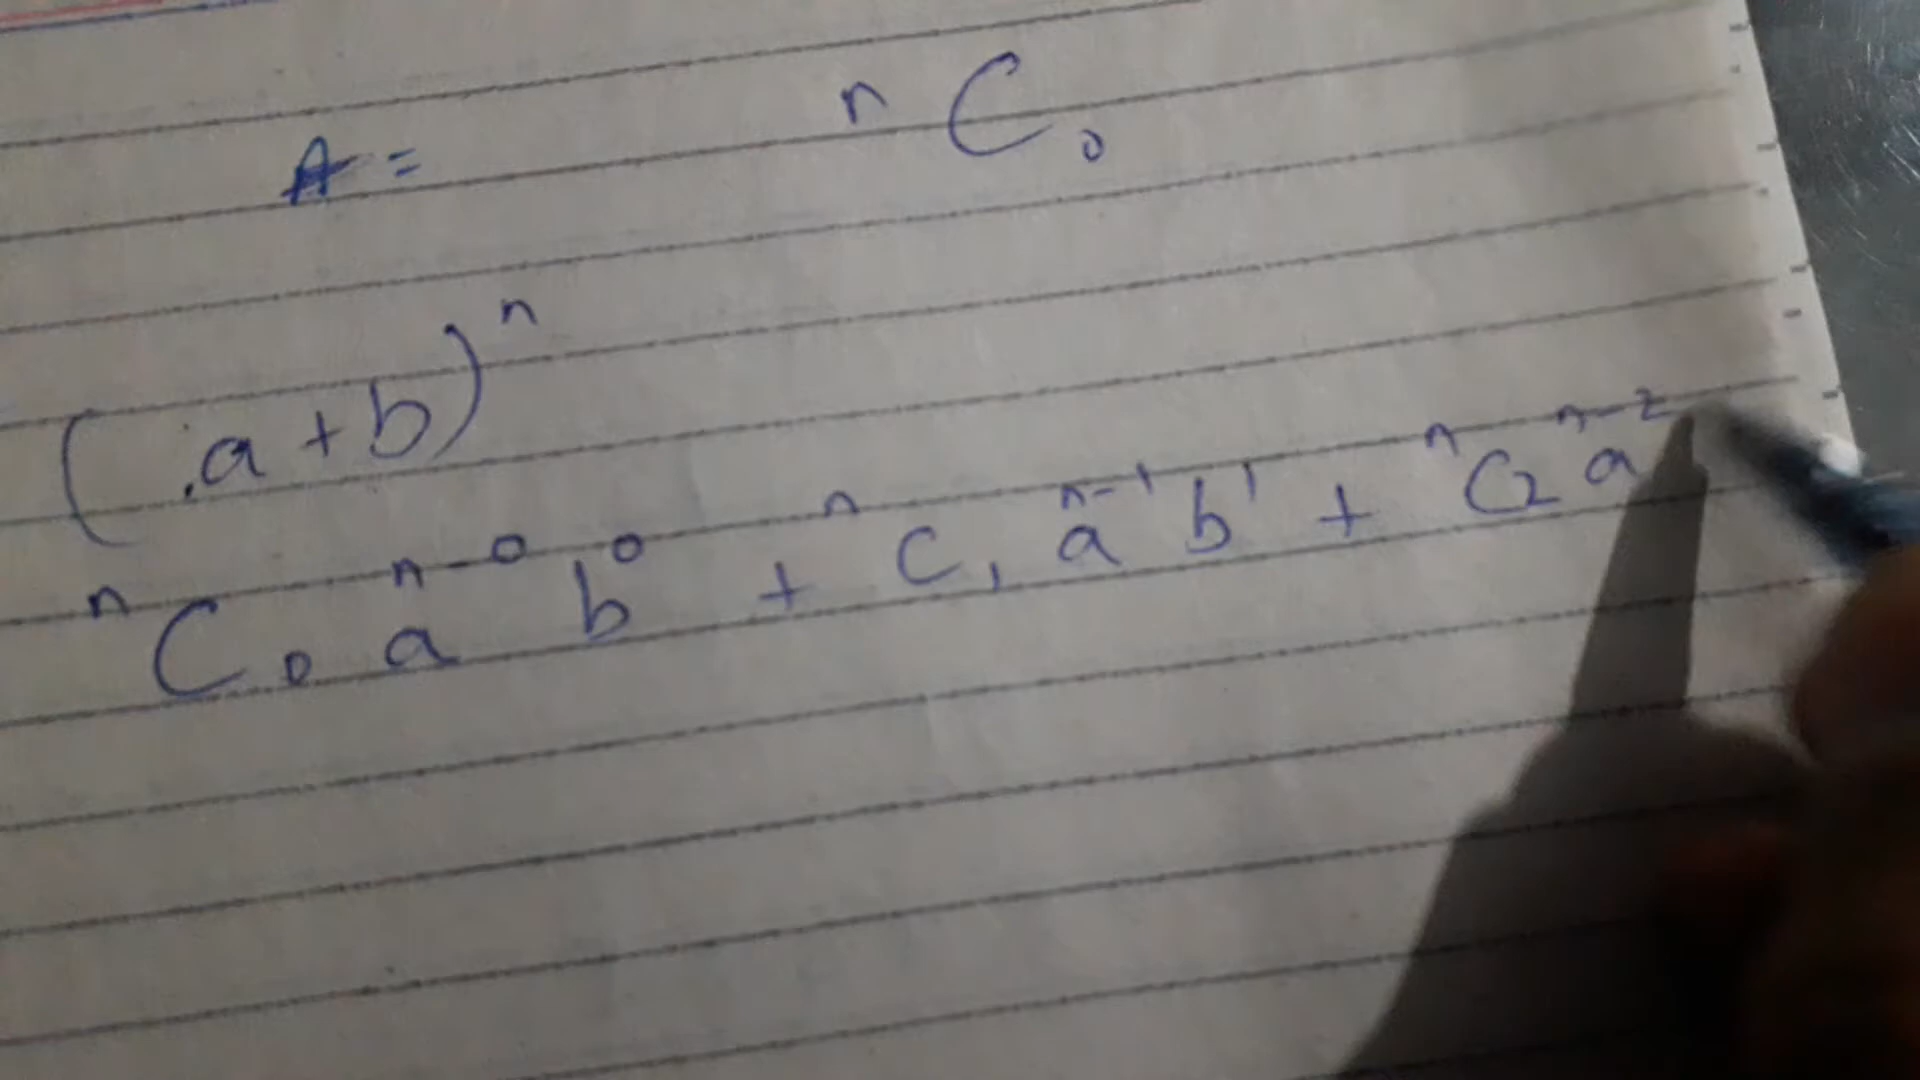 A = ⁿC₀
(a+b)ⁿ
ⁿC₀ aⁿ⁻⁰ b⁰ + ⁿC₁ aⁿ⁻¹ b¹ + ⁿC₂ aⁿ⁻²